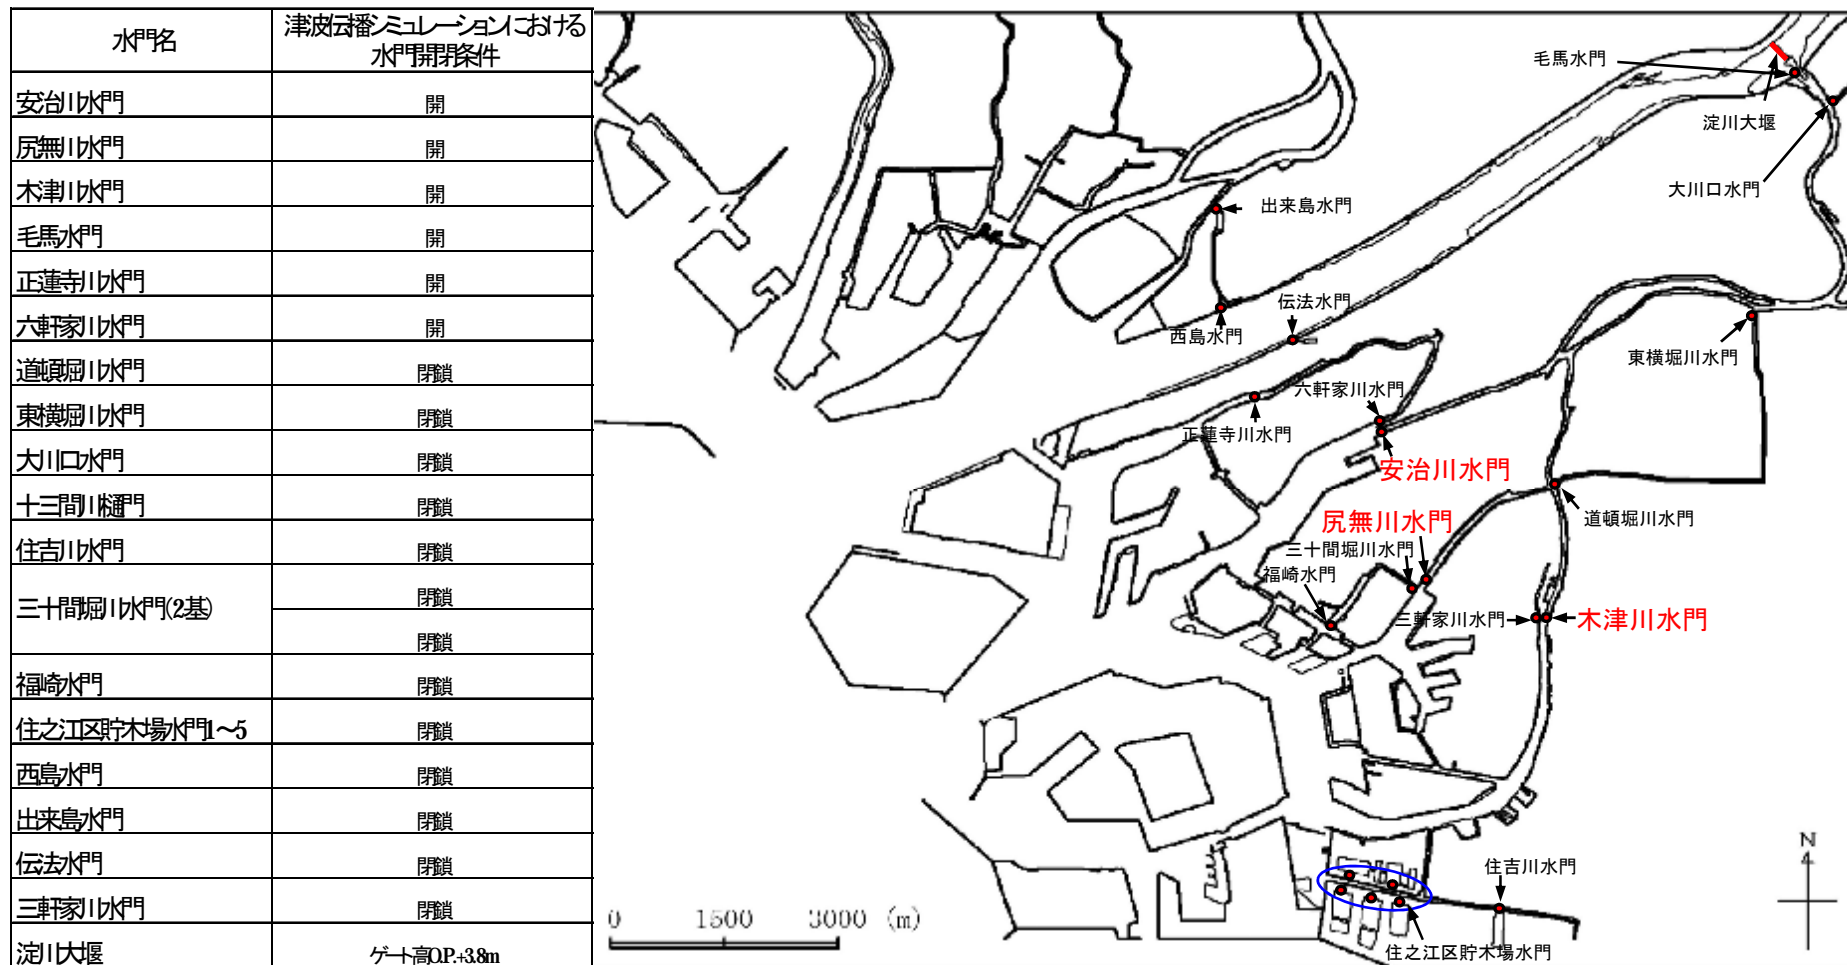 水門名 津波伝播シミュレーションにおける
水門開閉条件
安治川水門 開
尻無川水門 開
木津川水門 開
毛馬水門 開
正蓮寺川水門 開
六軒家川水門 開
道頓堀川水門 閉鎖
東横堀川水門 閉鎖
大川口水門 閉鎖
十三間川樋門 閉鎖
住吉川水門 閉鎖
三十間堀川水門(2基) 閉鎖
閉鎖
福崎水門 閉鎖
住之江区貯木場水門1～5 閉鎖
西島水門 閉鎖
出来島水門 閉鎖
伝法水門 閉鎖
三軒家川水門 閉鎖
淀川大堰 ゲート高O.P.+3.8m
毛馬水門
淀川大堰
大川口水門
出来島水門
伝法水門
西島水門
東横堀川水門
六軒家川水門
正蓮寺川水門
安治川水門
道頓堀川水門
尻無川水門
三十間堀川水門
福崎水門
三軒家川水門
木津川水門
住吉川水門
住之江区貯木場水門
N
0 1500 3000 (m)